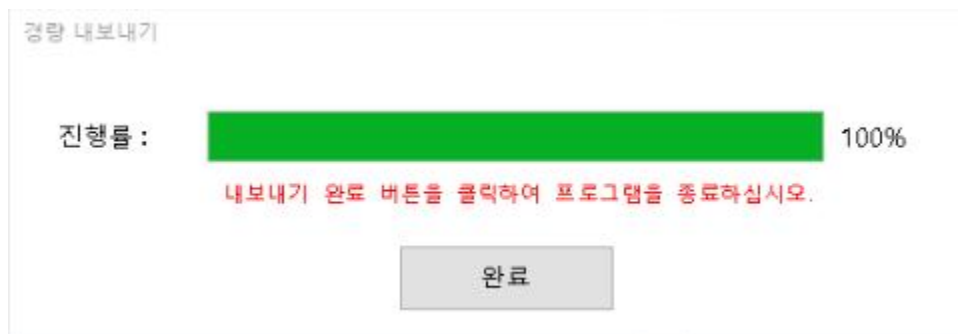 경량 내보내기
진행률 : 100%
내보내기 완료 버튼을 클릭하여 프로그램을 종료하십시오.
완료